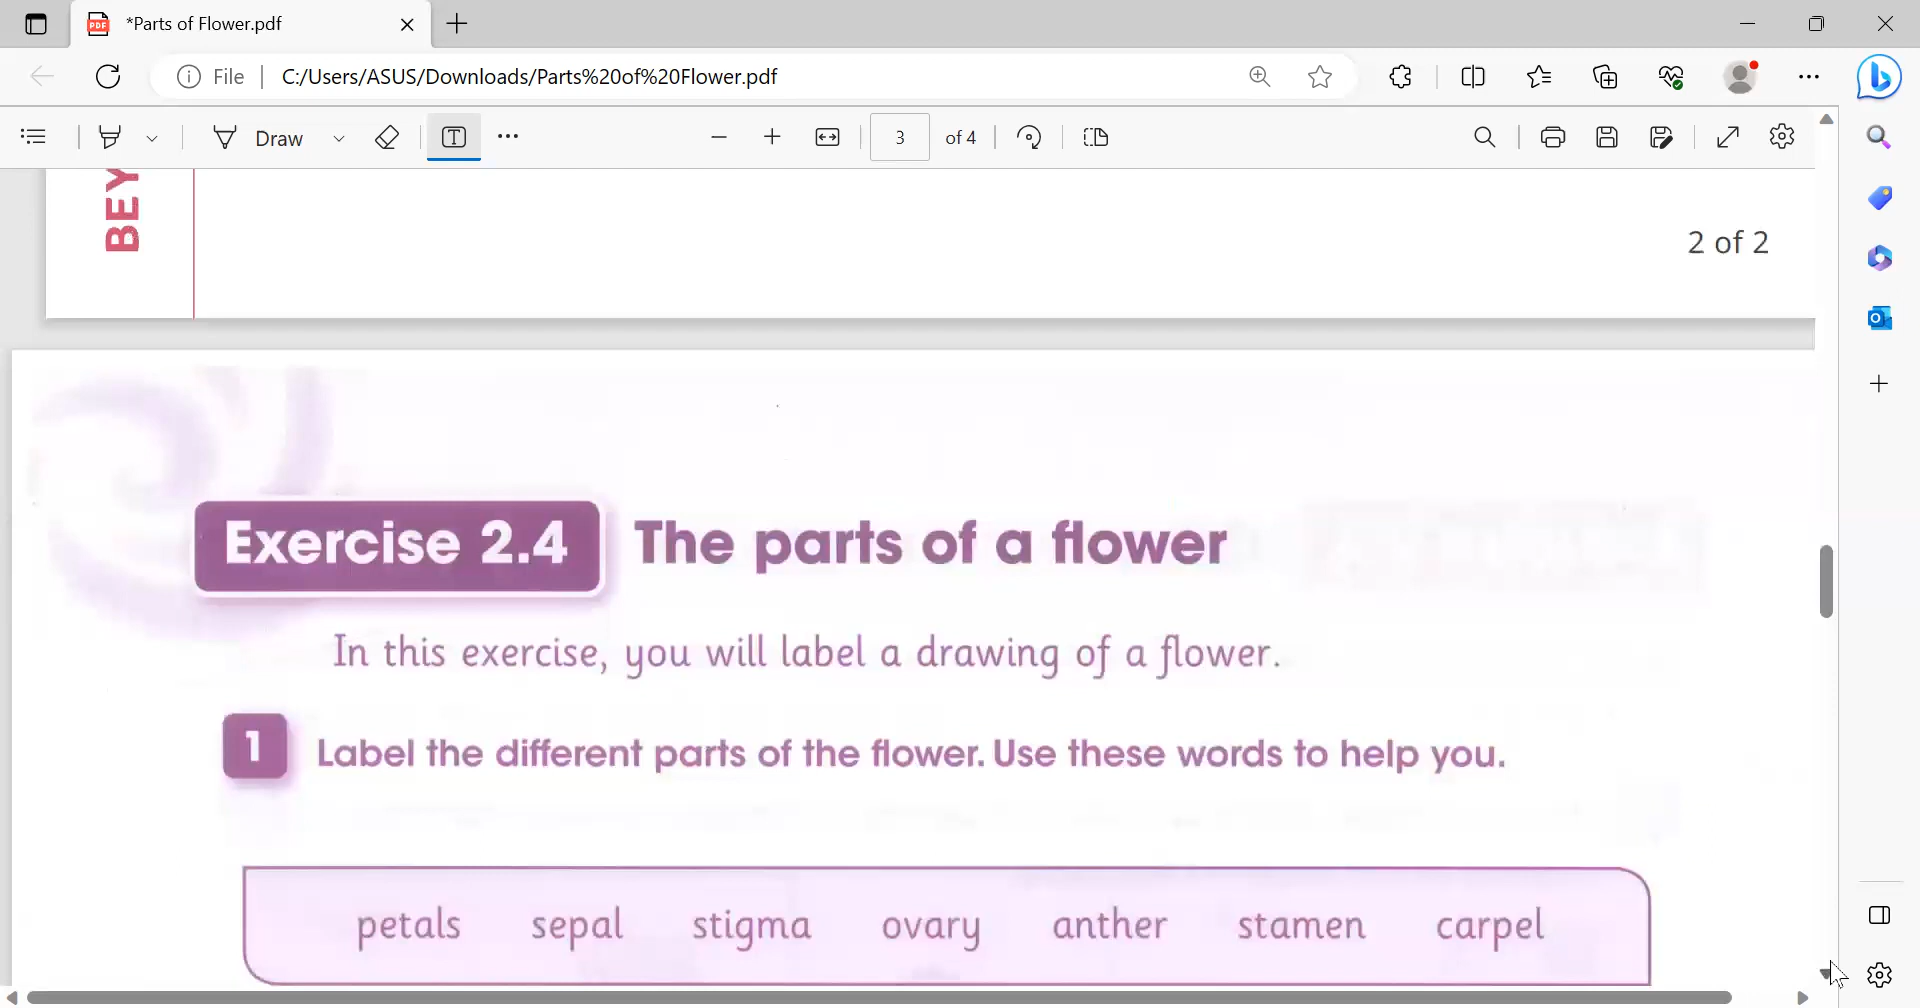 *Parts of Flower.pdf
File
C:/Users/ASUS/Downloads/Parts%20of%20Flower.pdf
Draw
3 of 4
BEY
2 of 2
Exercise 2.4 The parts of a flower
In this exercise, you will label a drawing of a flower.
1 Label the different parts of the flower. Use these words to help you.
petals sepal stigma ovary anther stamen carpel